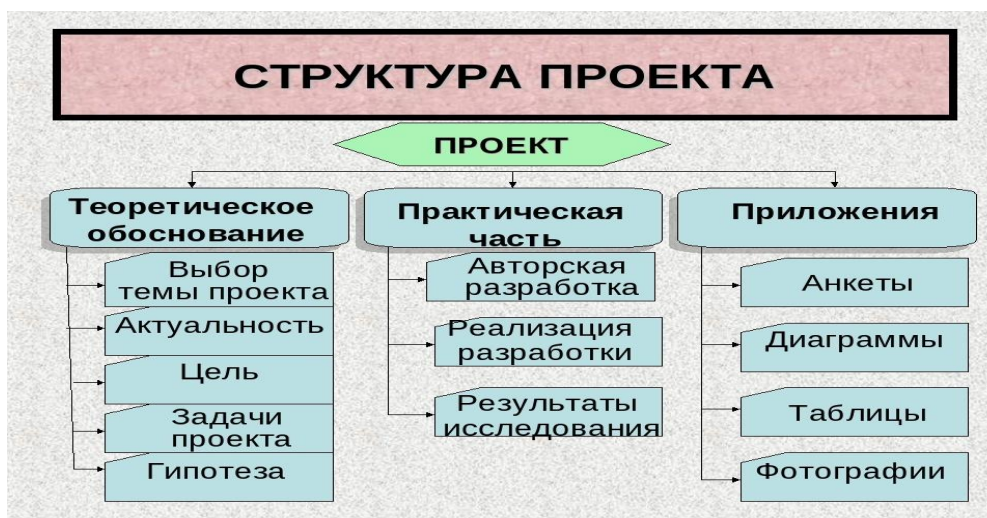 СТРУКТУРА ПРОЕКТА
ПРОЕКТ
Теоретическое
обоснование
Выбор
темы проекта
Актуальность
Цель
Задачи
проекта
Гипотеза
Практическая
часть
Авторская
разработка
Реализация
разработки
Результаты
исследования
Приложения
Анкеты
Диаграммы
Таблицы
Фотографии